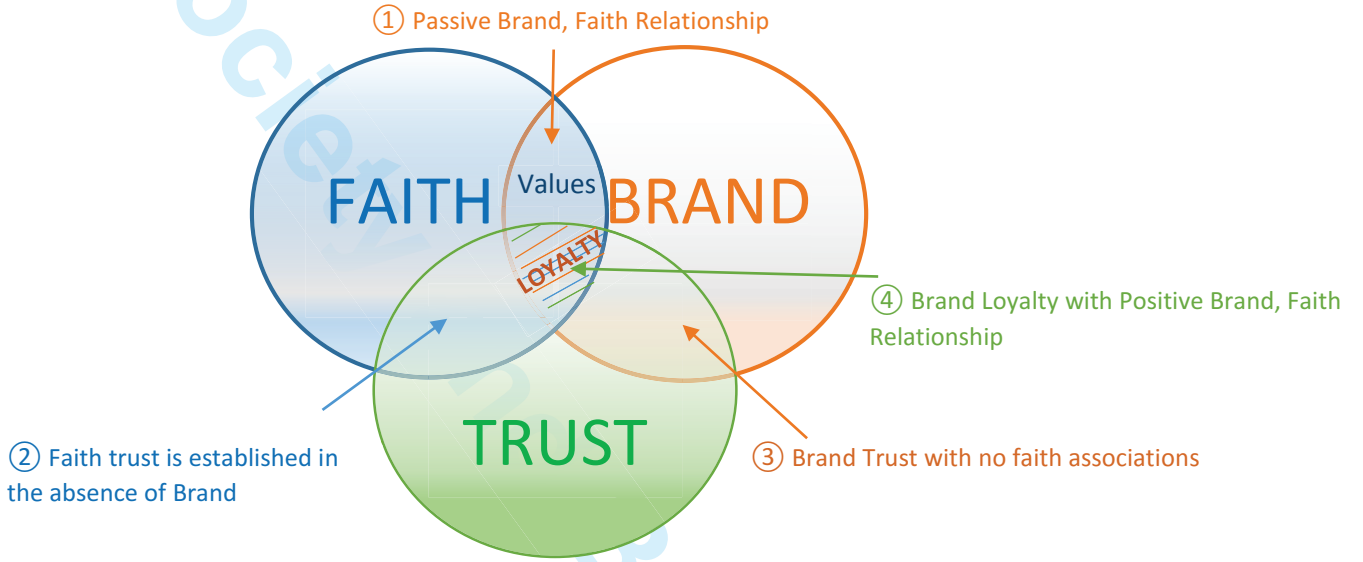 ① Passive Brand, Faith Relationship
FAITH
Values
BRAND
LOYALTY
④ Brand Loyalty with Positive Brand, Faith
Relationship
TRUST
② Faith trust is established in
the absence of Brand
③ Brand Trust with no faith associations